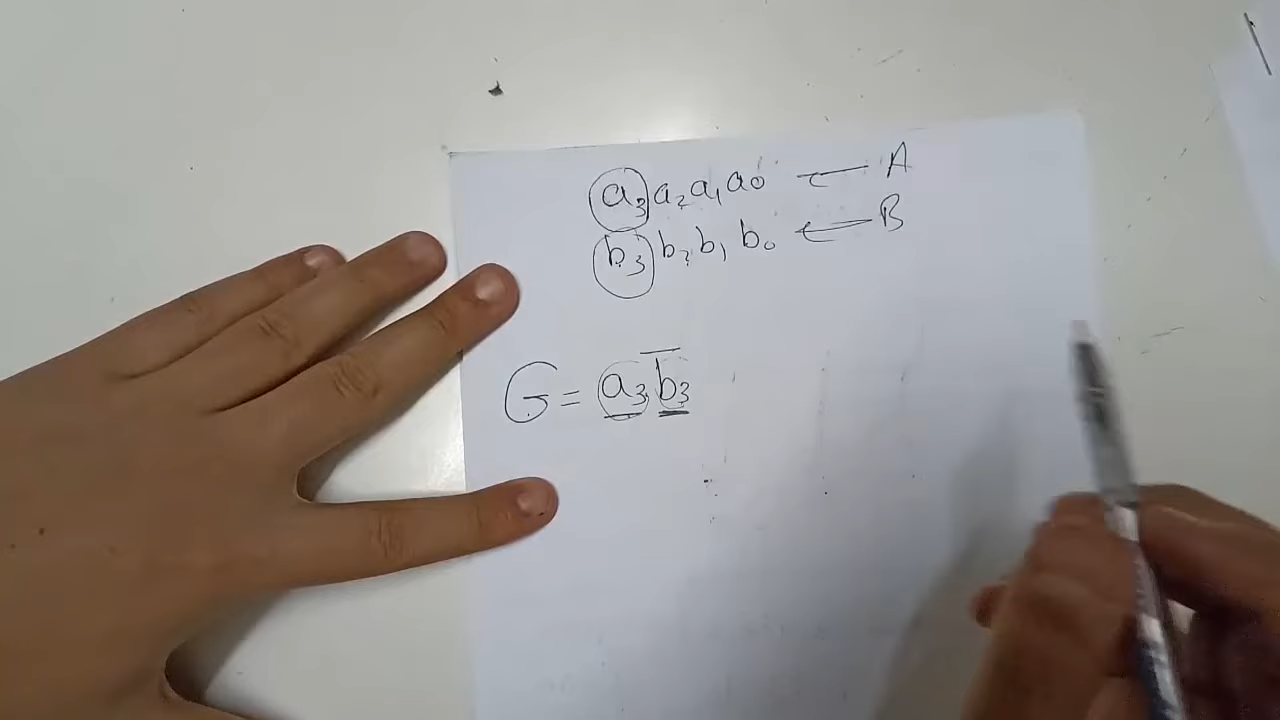 a₃ a₂ a₁ a₀ ← A
b₃ b₂ b₁ b₀ ← B
G = a₃ b̅₃